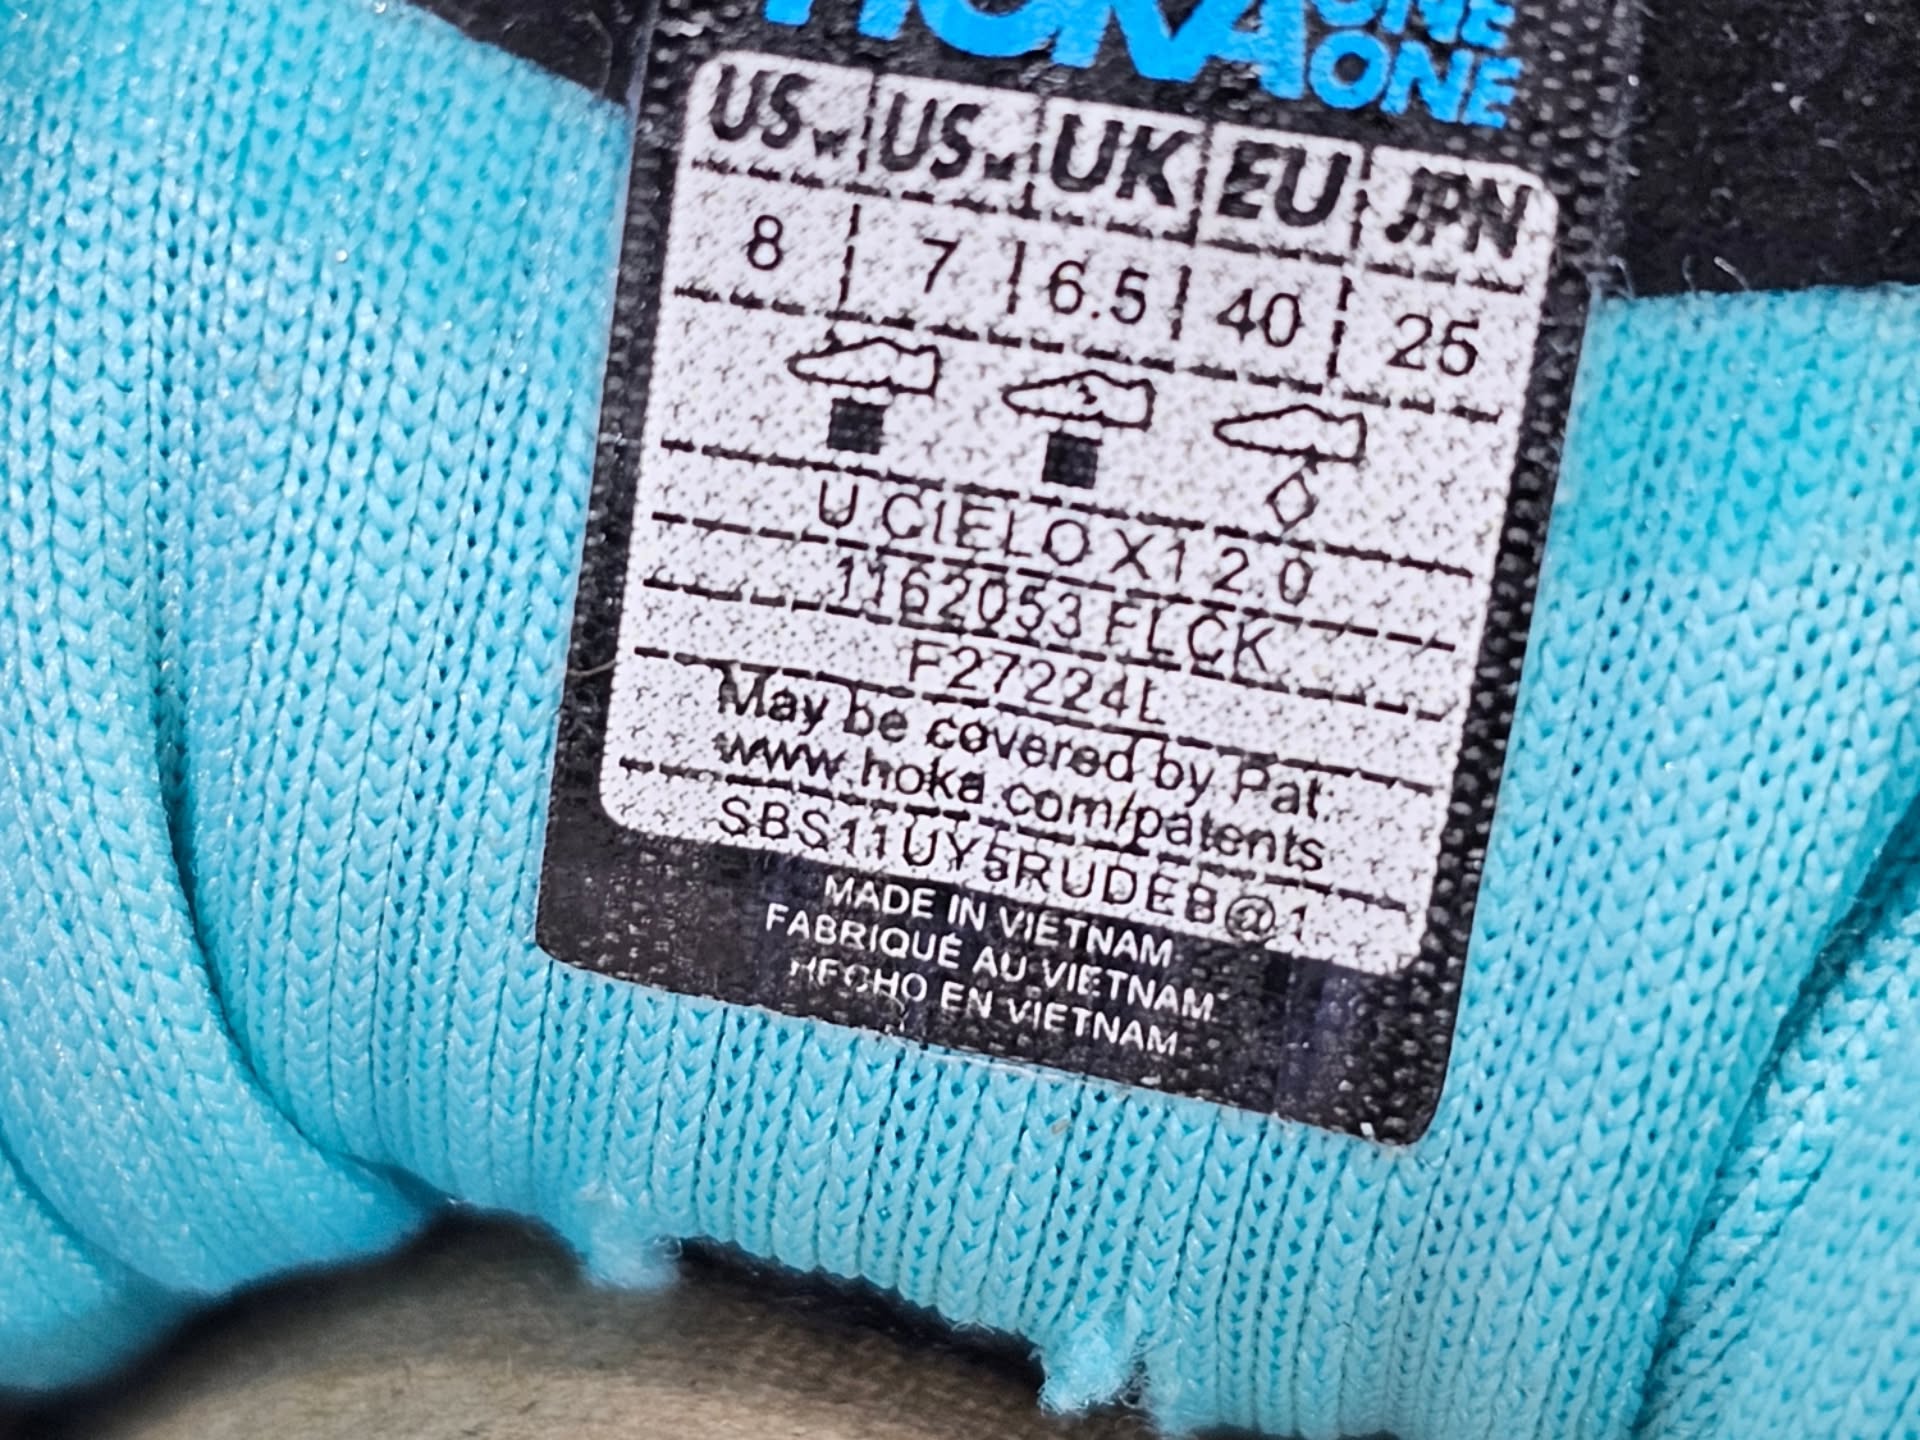 HOKA ONE ONE
USw USM UK EU JPN
8 7 6.5 40 25
U CIELO X1 2.0
1162053 FLCK
F27224L
May be covered by Pat.
www.hoka.com/patents
SBS11UY5RUDEB@1
MADE IN VIETNAM
FABRIQUÉ AU VIETNAM
HECHO EN VIETNAM